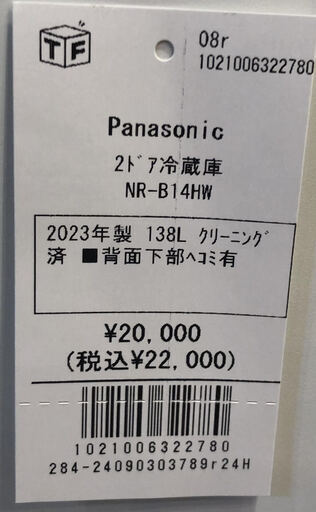 TF
08r
1021006322780
Panasonic
2ﾄﾞｱ冷蔵庫
NR-B14HW
2023年製 138L ｸﾘｰﾆﾝｸﾞ
済 ■背面下部ﾍｺﾐ有
¥20,000
(税込¥22,000)
1021006322780
284-24090303789r24H